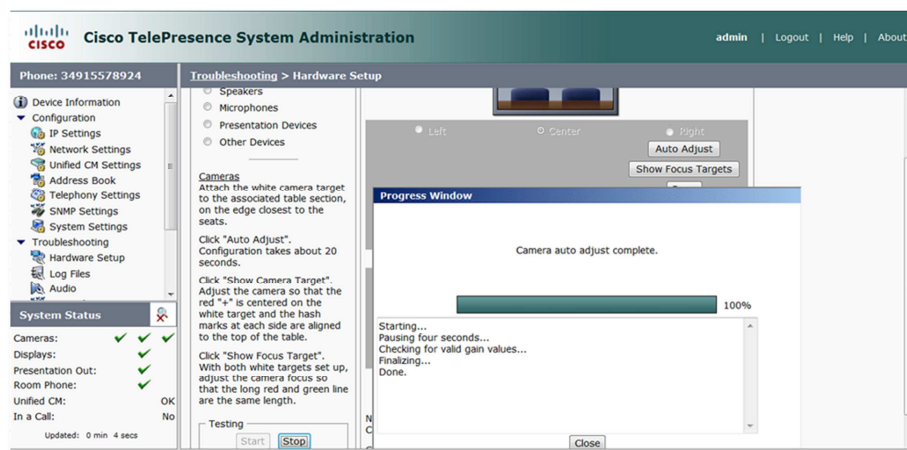 CISCO
Cisco TelePresence System Administration
admin | Logout | Help | About
Phone: 34915578924
Troubleshooting > Hardware Setup
Device Information
Configuration
IP Settings
Network Settings
Unified CM Settings
Address Book
Telephony Settings
SNMP Settings
System Settings
Troubleshooting
Hardware Setup
Log Files
Audio
System Status
Cameras:
Displays:
Presentation Out:
Room Phone:
Unified CM: OK
In a Call: No
Updated: 0 min 4 secs
Speakers
Microphones
Presentation Devices
Other Devices
Cameras
Attach the white camera target
to the associated table section,
on the edge closest to the
seats.
Click "Auto Adjust".
Configuration takes about 20
seconds.
Click "Show Camera Target".
Adjust the camera so that the
red "+" is centered on the
white target and the hash
marks at each side are aligned
to the top of the table.
Click "Show Focus Target".
With both white targets set up,
adjust the camera focus so
that the long red and green line
are the same length.
Testing
Start Stop
Left Center Right
Auto Adjust
Show Focus Targets
Progress Window
Camera auto adjust complete.
100%
Starting...
Pausing four seconds...
Checking for valid gain values...
Finalizing...
Done.
Close